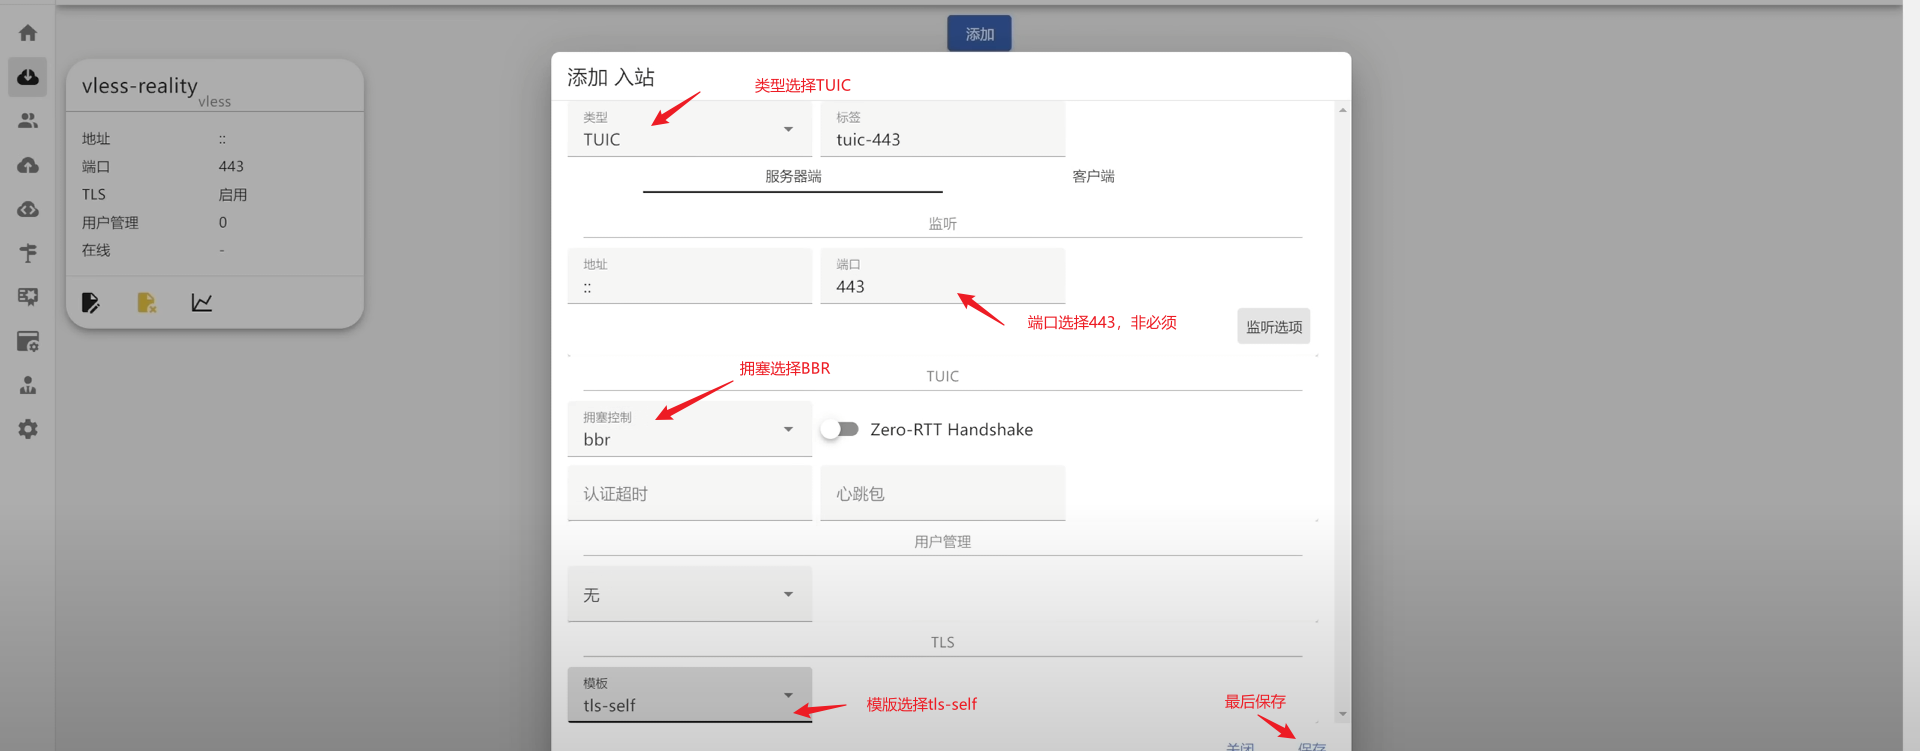 添加
vless-reality
vless
地址 ::
端口 443
TLS 启用
用户管理 0
在线 -
添加 入站
类型选择TUIC
类型
TUIC
标签
tuic-443
服务器端 客户端
监听
地址
::
端口
443
端口选择443，非必须
监听选项
拥塞选择BBR
TUIC
拥塞控制
bbr
Zero-RTT Handshake
认证超时
心跳包
用户管理
无
TLS
模板
tls-self
模版选择tls-self
最后保存
关闭 保存